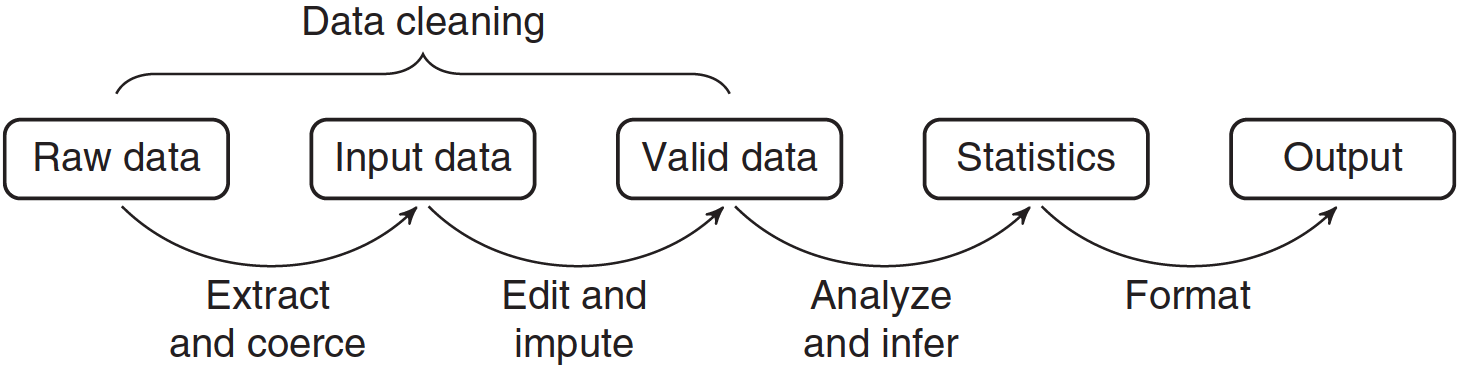 Data cleaning
Raw data
Input data
Valid data
Statistics
Output
Extract
and coerce
Edit and
impute
Analyze
and infer
Format